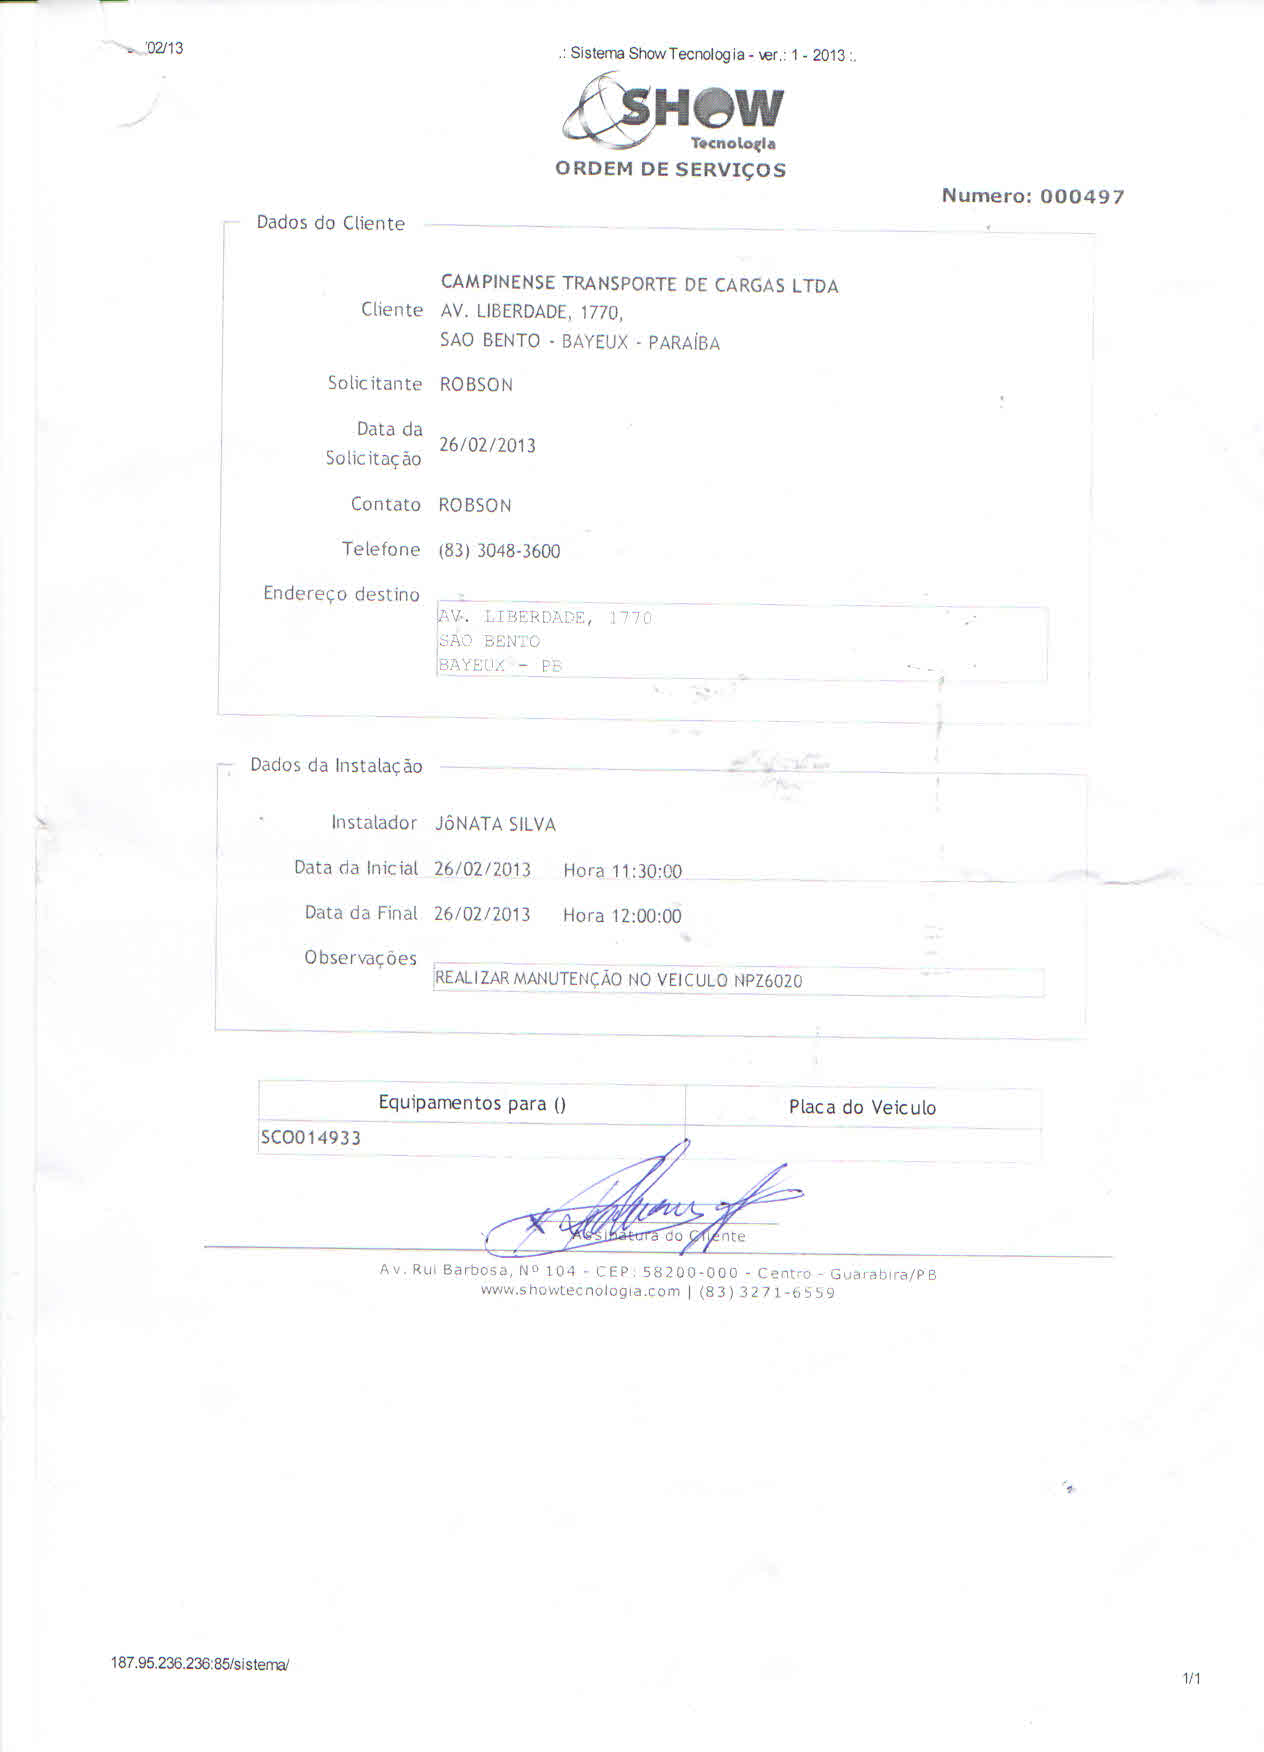 02/13
.: Sistema Show Tecnologia - ver.: 1 - 2013 :.
SHOW
Tecnologia
ORDEM DE SERVIÇOS
Numero: 000497
Dados do Cliente
CAMPINENSE TRANSPORTE DE CARGAS LTDA
Cliente AV. LIBERDADE, 1770,
SAO BENTO - BAYEUX - PARAÍBA
Solicitante ROBSON
Data da
Solicitação 26/02/2013
Contato ROBSON
Telefone (83) 3048-3600
Endereço destino
AV. LIBERDADE, 1770
SÃO BENTO
BAYEUX - PB
Dados da Instalação
Instalador JôNATA SILVA
Data da Inicial 26/02/2013 Hora 11:30:00
Data da Final 26/02/2013 Hora 12:00:00
Observações
REALIZAR MANUTENÇÃO NO VEICULO NPZ6020
Equipamentos para () Placa do Veiculo
SCO014933
Assinatura do Cliente
Av. Rui Barbosa, Nº 104 - CEP: 58200-000 - Centro - Guarabira/PB
www.showtecnologia.com | (83) 3271-6559
187.95.236.236:85/sistema/
1/1